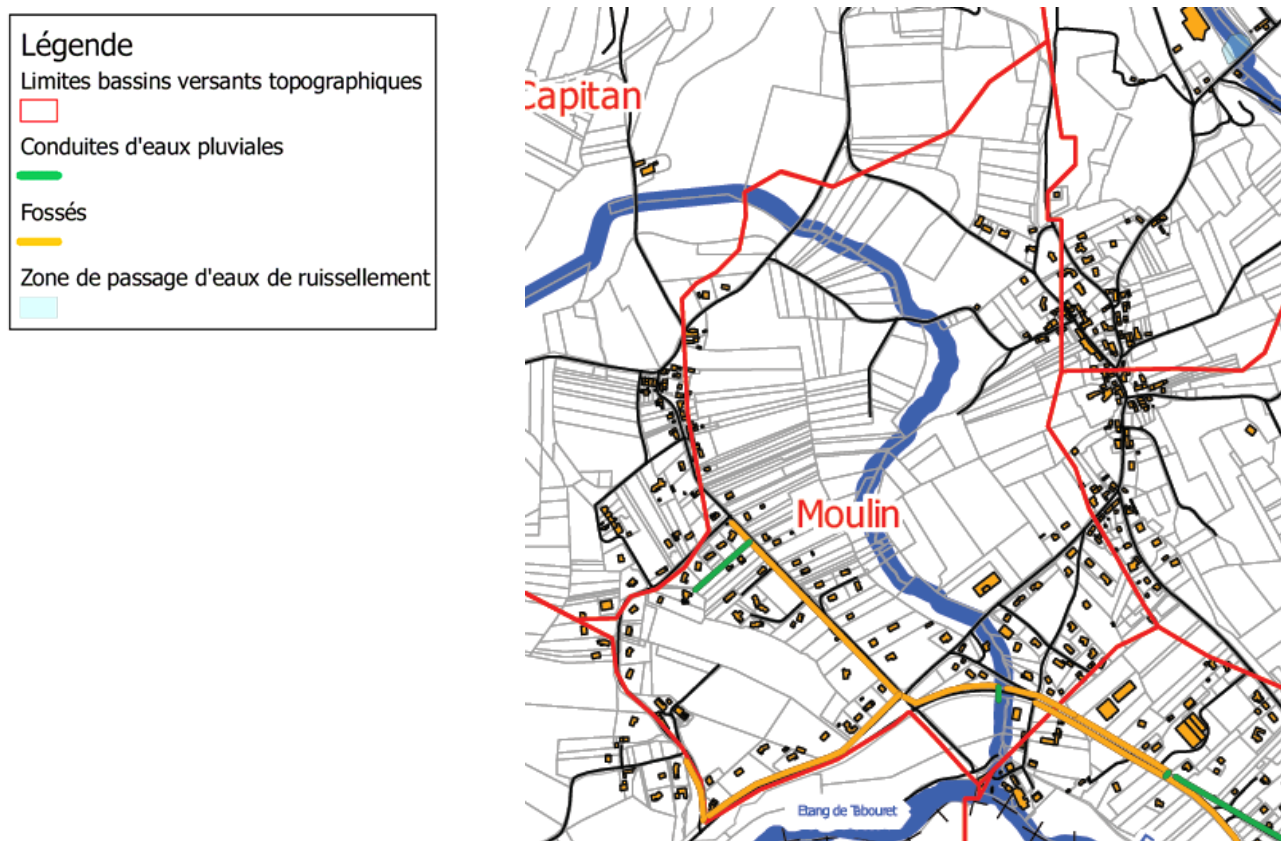 Légende
Limites bassins versants topographiques
Conduites d'eaux pluviales
Fossés
Zone de passage d'eaux de ruissellement
Capitan
Moulin
Etang de Tabouret